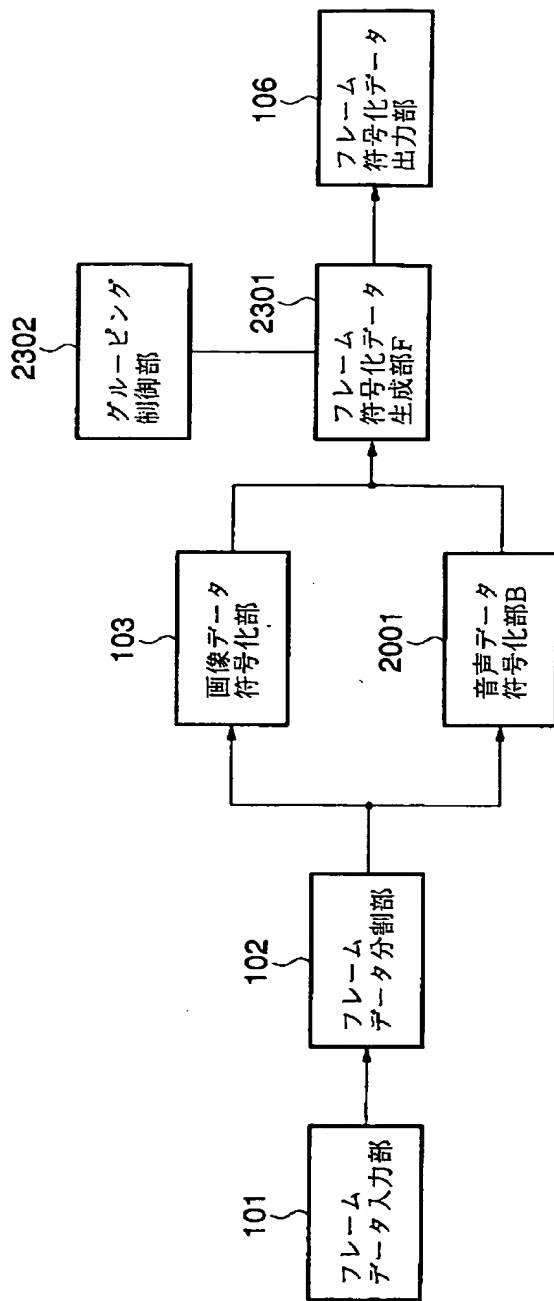 101
フレーム
データ入力部
102
フレーム
データ分割部
103
画像データ
符号化部
2001
音声データ
符号化部B
2302
グルーピング
制御部
2301
フレーム
符号化データ
生成部F
106
フレーム
符号化データ
出力部